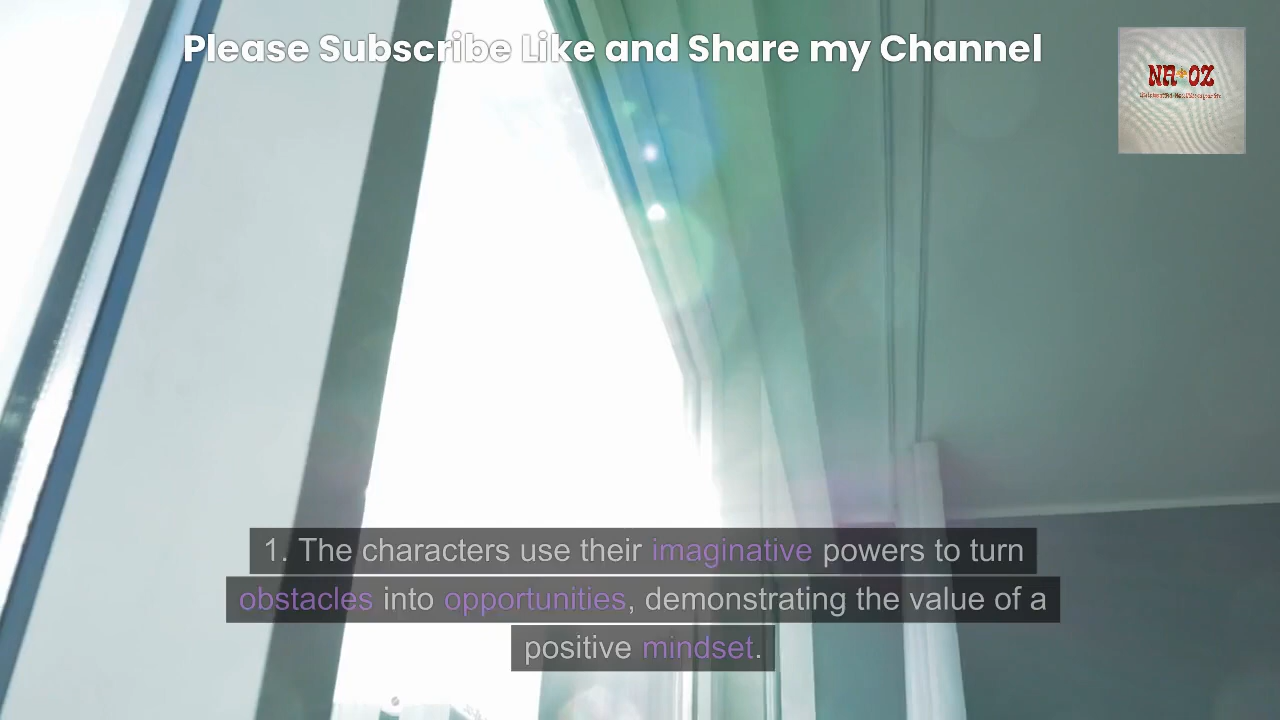 Please Subscribe Like and Share my Channel
NA OZ
1. The characters use their imaginative powers to turn
obstacles into opportunities, demonstrating the value of a
positive mindset.